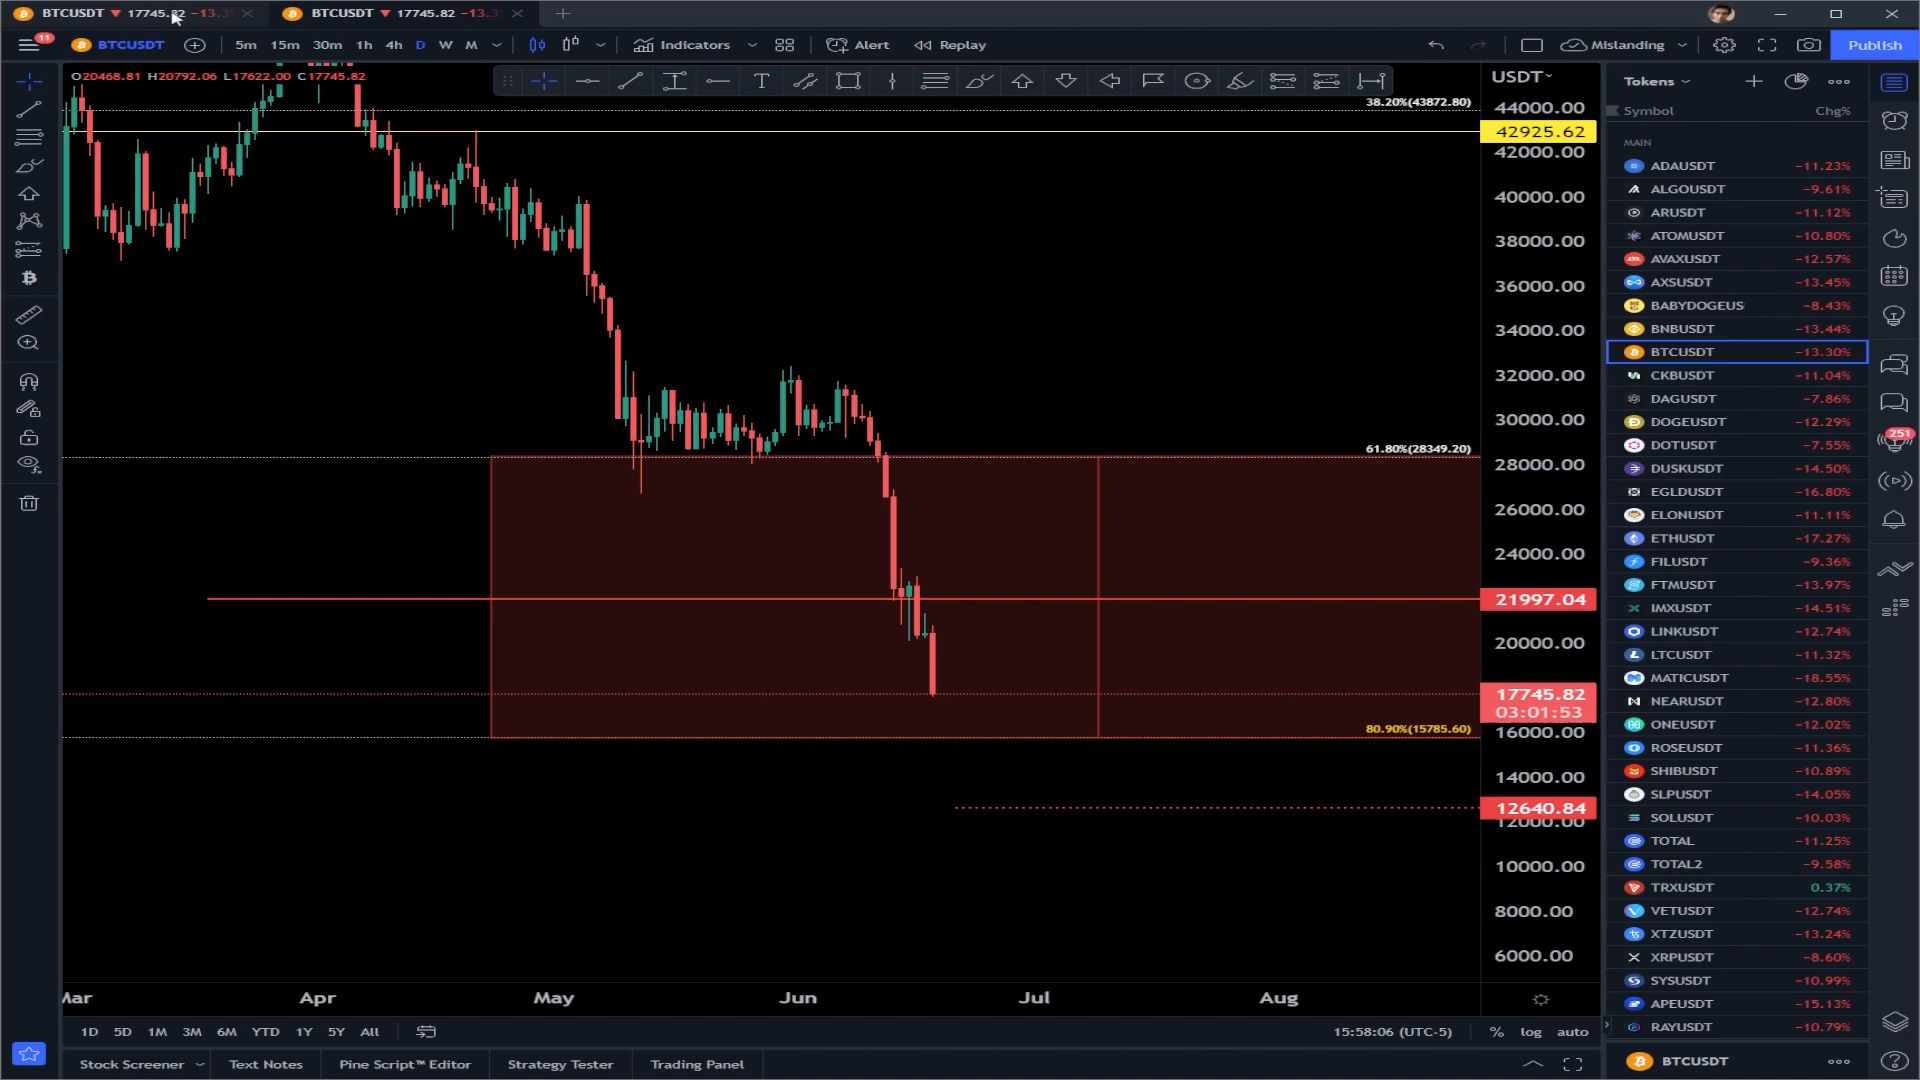 BTCUSDT 17745.82 −13.3
BTCUSDT 17745.82 −13.3
11
BTCUSDT
5m 15m 30m 1h 4h D W M
Indicators
Alert
Replay
Mislanding
Publish
O20468.81 H20792.06 L17622.00 C17745.82
T
38.20%(43872.80)
61.80%(28349.20)
80.90%(15785.60)
USDT
44000.00
42925.62
42000.00
40000.00
38000.00
36000.00
34000.00
32000.00
30000.00
28000.00
26000.00
24000.00
21997.04
20000.00
17745.82
03:01:53
16000.00
14000.00
12640.84
12000.00
10000.00
8000.00
6000.00
Mar Apr May Jun Jul Aug
1D 5D 1M 3M 6M YTD 1Y 5Y All
15:58:06 (UTC-5) % log auto
Stock Screener Text Notes Pine Script™ Editor Strategy Tester Trading Panel
Tokens
Symbol Chg%
MAIN
ADAUSDT −11.23%
ALGOUSDT −9.61%
ARUSDT −11.12%
ATOMUSDT −10.80%
AVAXUSDT −12.57%
AXSUSDT −13.45%
BABYDOGEUS −8.43%
BNBUSDT −13.44%
BTCUSDT −13.30%
CKBUSDT −11.04%
DAGUSDT −7.86%
DOGEUSDT −12.29%
DOTUSDT −7.55%
DUSKUSDT −14.50%
EGLDUSDT −16.80%
ELONUSDT −11.11%
ETHUSDT −17.27%
FILUSDT −9.36%
FTMUSDT −13.97%
IMXUSDT −14.51%
LINKUSDT −12.74%
LTCUSDT −11.32%
MATICUSDT −18.55%
NEARUSDT −12.80%
ONEUSDT −12.02%
ROSEUSDT −11.36%
SHIBUSDT −10.89%
SLPUSDT −14.05%
SOLUSDT −10.03%
TOTAL −11.25%
TOTAL2 −9.58%
TRXUSDT 0.37%
VETUSDT −12.74%
XTZUSDT −13.24%
XRPUSDT −8.60%
SYSUSDT −10.99%
APEUSDT −15.13%
RAYUSDT −10.79%
BTCUSDT
251